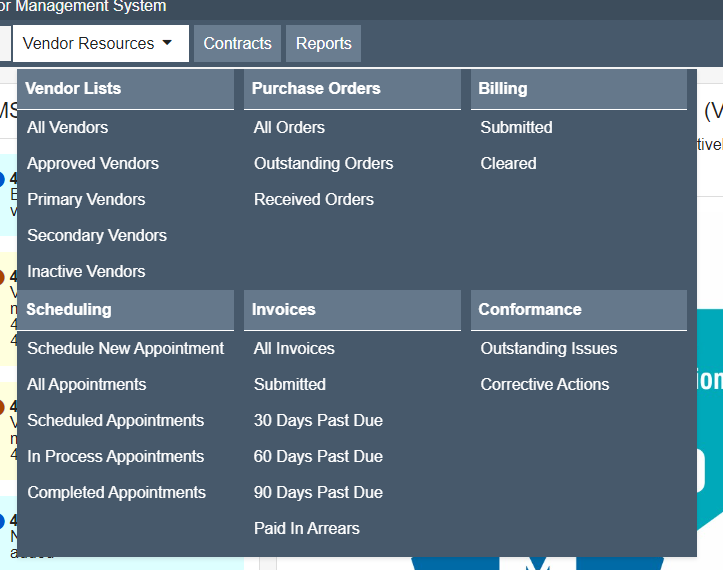 or Management System
Vendor Resources
Contracts
Reports
Vendor Lists
All Vendors
Approved Vendors
Primary Vendors
Secondary Vendors
Inactive Vendors
Purchase Orders
All Orders
Outstanding Orders
Received Orders
Billing
Submitted
Cleared
Scheduling
Schedule New Appointment
All Appointments
Scheduled Appointments
In Process Appointments
Completed Appointments
Invoices
All Invoices
Submitted
30 Days Past Due
60 Days Past Due
90 Days Past Due
Paid In Arrears
Conformance
Outstanding Issues
Corrective Actions